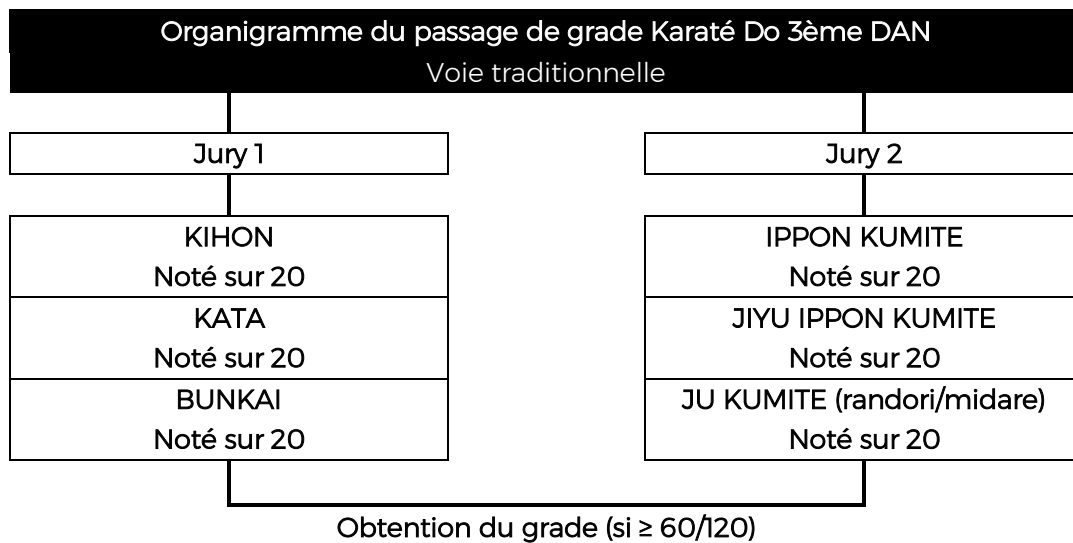 Organigramme du passage de grade Karaté Do 3ème DAN
Voie traditionnelle
Jury 1
KIHON
Noté sur 20
KATA
Noté sur 20
BUNKAI
Noté sur 20
Jury 2
IPPON KUMITE
Noté sur 20
JIYU IPPON KUMITE
Noté sur 20
JU KUMITE (randori/midare)
Noté sur 20
Obtention du grade (si ≥ 60/120)